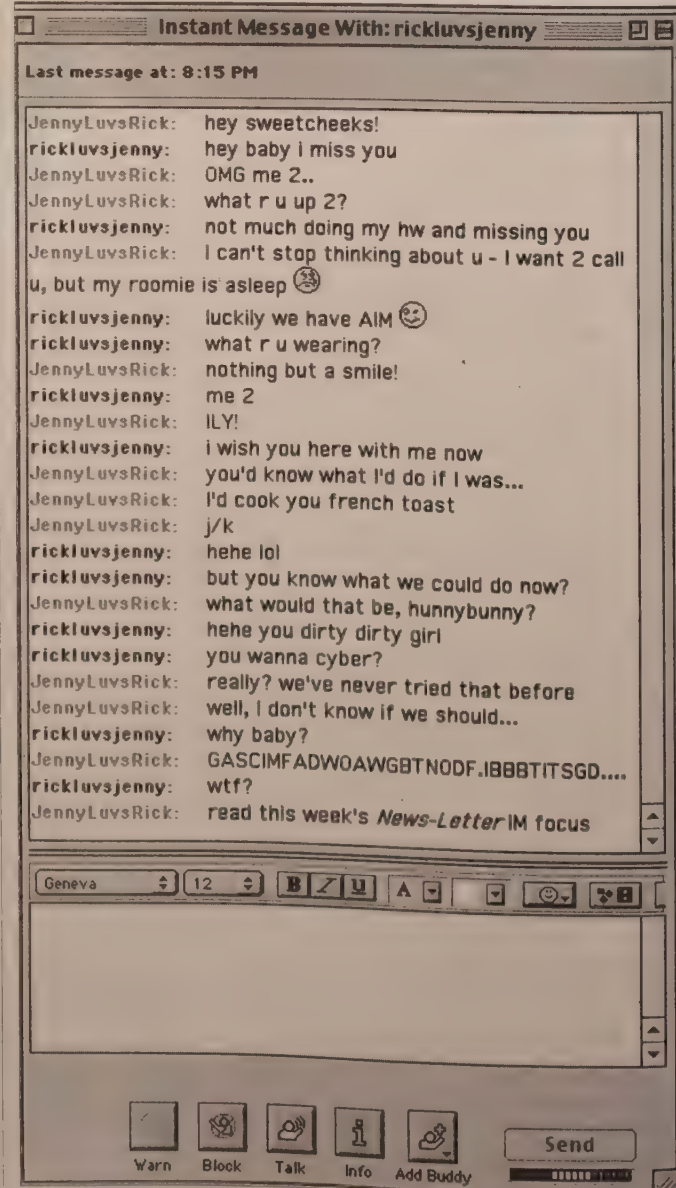 Instant Message With: rickluvsjenny
Last message at: 8:15 PM
JennyLuvsRick: hey sweetcheeks!
rickluvsjenny: hey baby i miss you
JennyLuvsRick: OMG me 2..
JennyLuvsRick: what r u up 2?
rickluvsjenny: not much doing my hw and missing you
JennyLuvsRick: I can't stop thinking about u - I want 2 call
u, but my roomie is asleep
rickluvsjenny: luckily we have AIM
rickluvsjenny: what r u wearing?
JennyLuvsRick: nothing but a smile!
rickluvsjenny: me 2
JennyLuvsRick: ILY!
rickluvsjenny: i wish you here with me now
JennyLuvsRick: you'd know what I'd do if I was...
JennyLuvsRick: I'd cook you french toast
JennyLuvsRick: j/k
rickluvsjenny: hehe lol
rickluvsjenny: but you know what we could do now?
JennyLuvsRick: what would that be, hunnybunny?
rickluvsjenny: hehe you dirty dirty girl
rickluvsjenny: you wanna cyber?
JennyLuvsRick: really? we've never tried that before
JennyLuvsRick: well, i don't know if we should...
rickluvsjenny: why baby?
JennyLuvsRick: GASCIMFADWOAWGBTNODF.IBBBTITSGD....
rickluvsjenny: wtf?
JennyLuvsRick: read this week's News-Letter IM focus
Geneva 12 B I U A
Warn Block Talk Info Add Buddy Send